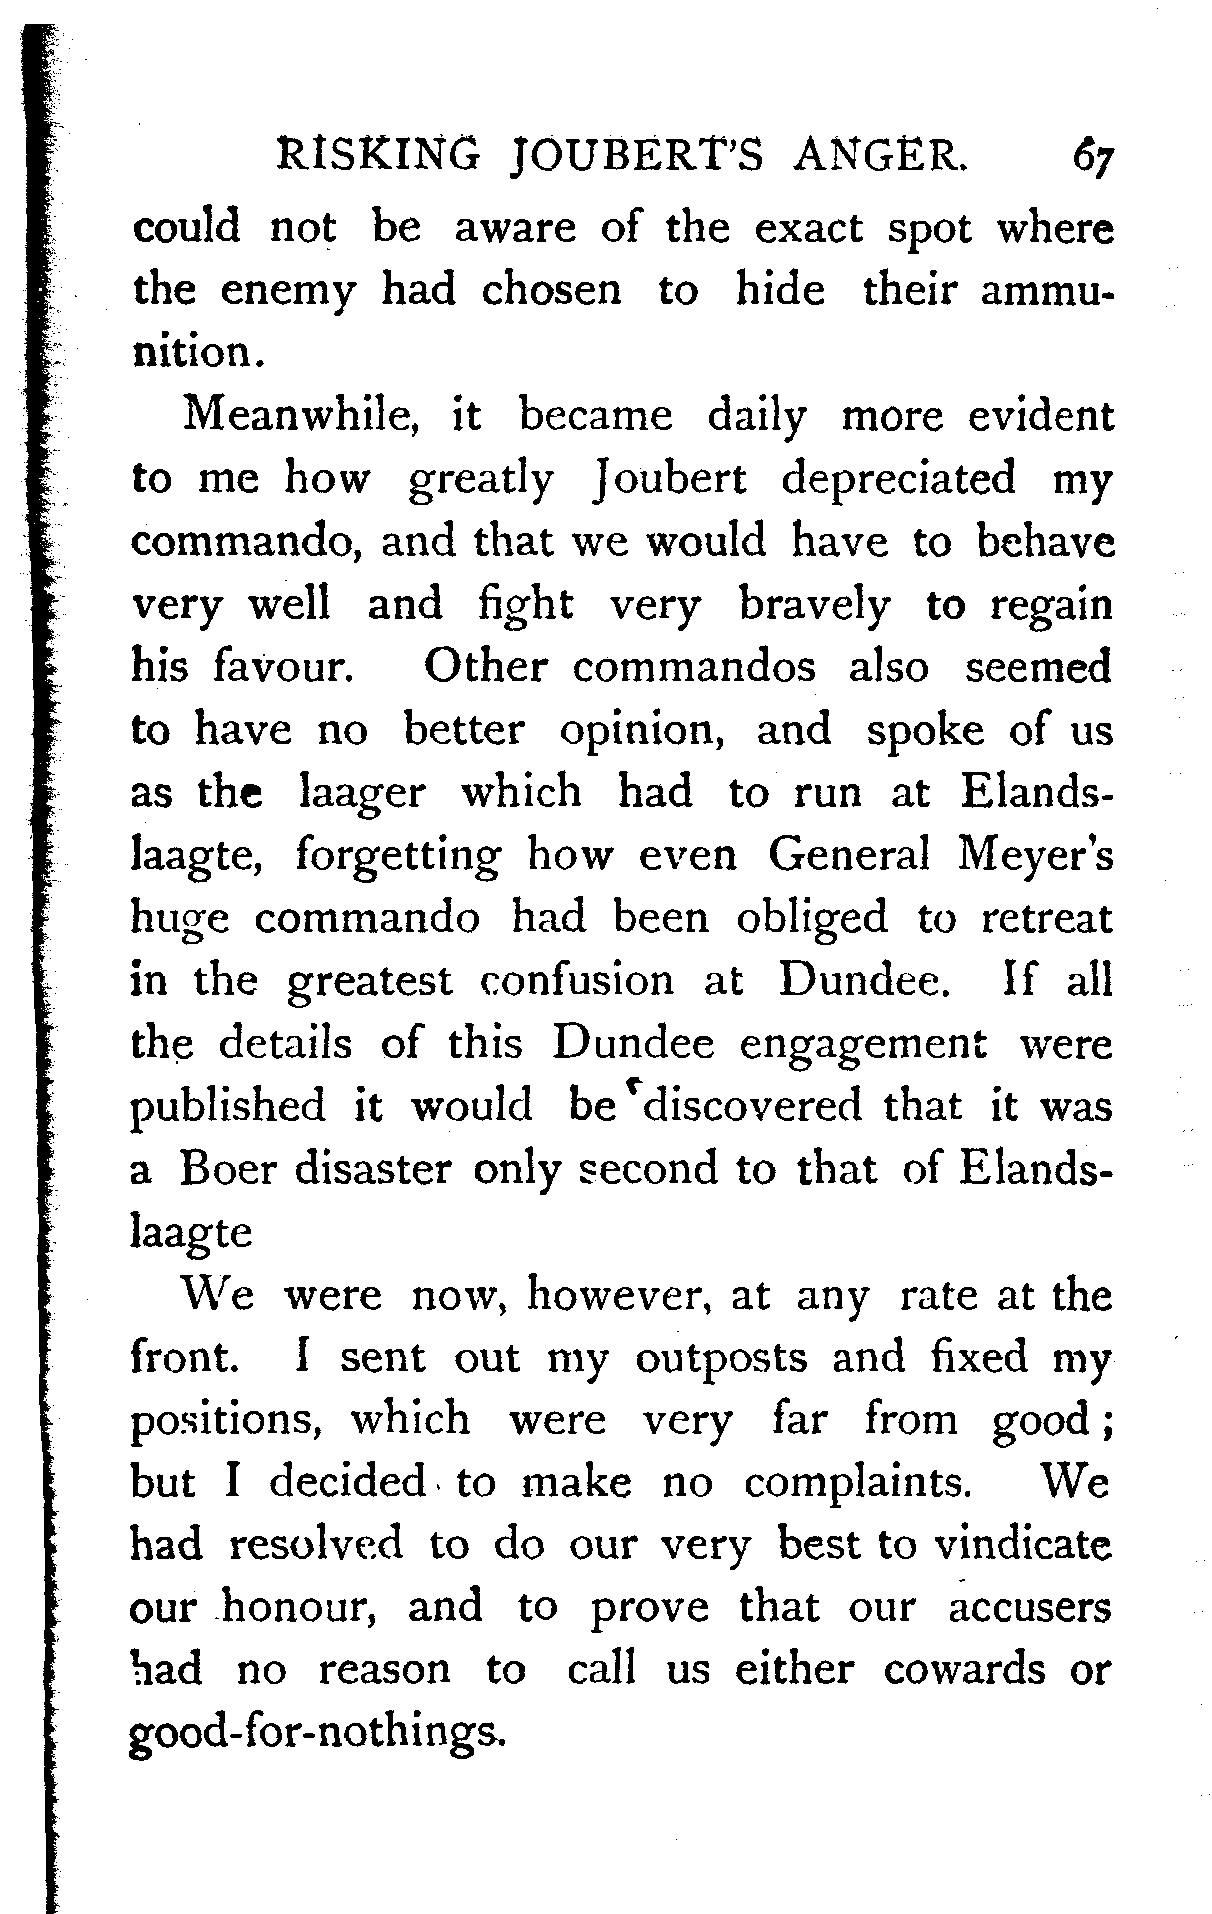 RISKING JOUBERT'S ANGER. 67
could not be aware of the exact spot where
the enemy had chosen to hide their ammu-
nition.
Meanwhile, it became daily more evident
to me how greatly Joubert depreciated my
commando, and that we would have to behave
very well and fight very bravely to regain
his favour. Other commandos also seemed
to have no better opinion, and spoke of us
as the laager which had to run at Elands-
laagte, forgetting how even General Meyer's
huge commando had been obliged to retreat
in the greatest confusion at Dundee. If all
the details of this Dundee engagement were
published it would be discovered that it was
a Boer disaster only second to that of Elands-
laagte
We were now, however, at any rate at the
front. I sent out my outposts and fixed my
positions, which were very far from good ;
but I decided to make no complaints. We
had resolved to do our very best to vindicate
our honour, and to prove that our accusers
had no reason to call us either cowards or
good-for-nothings.